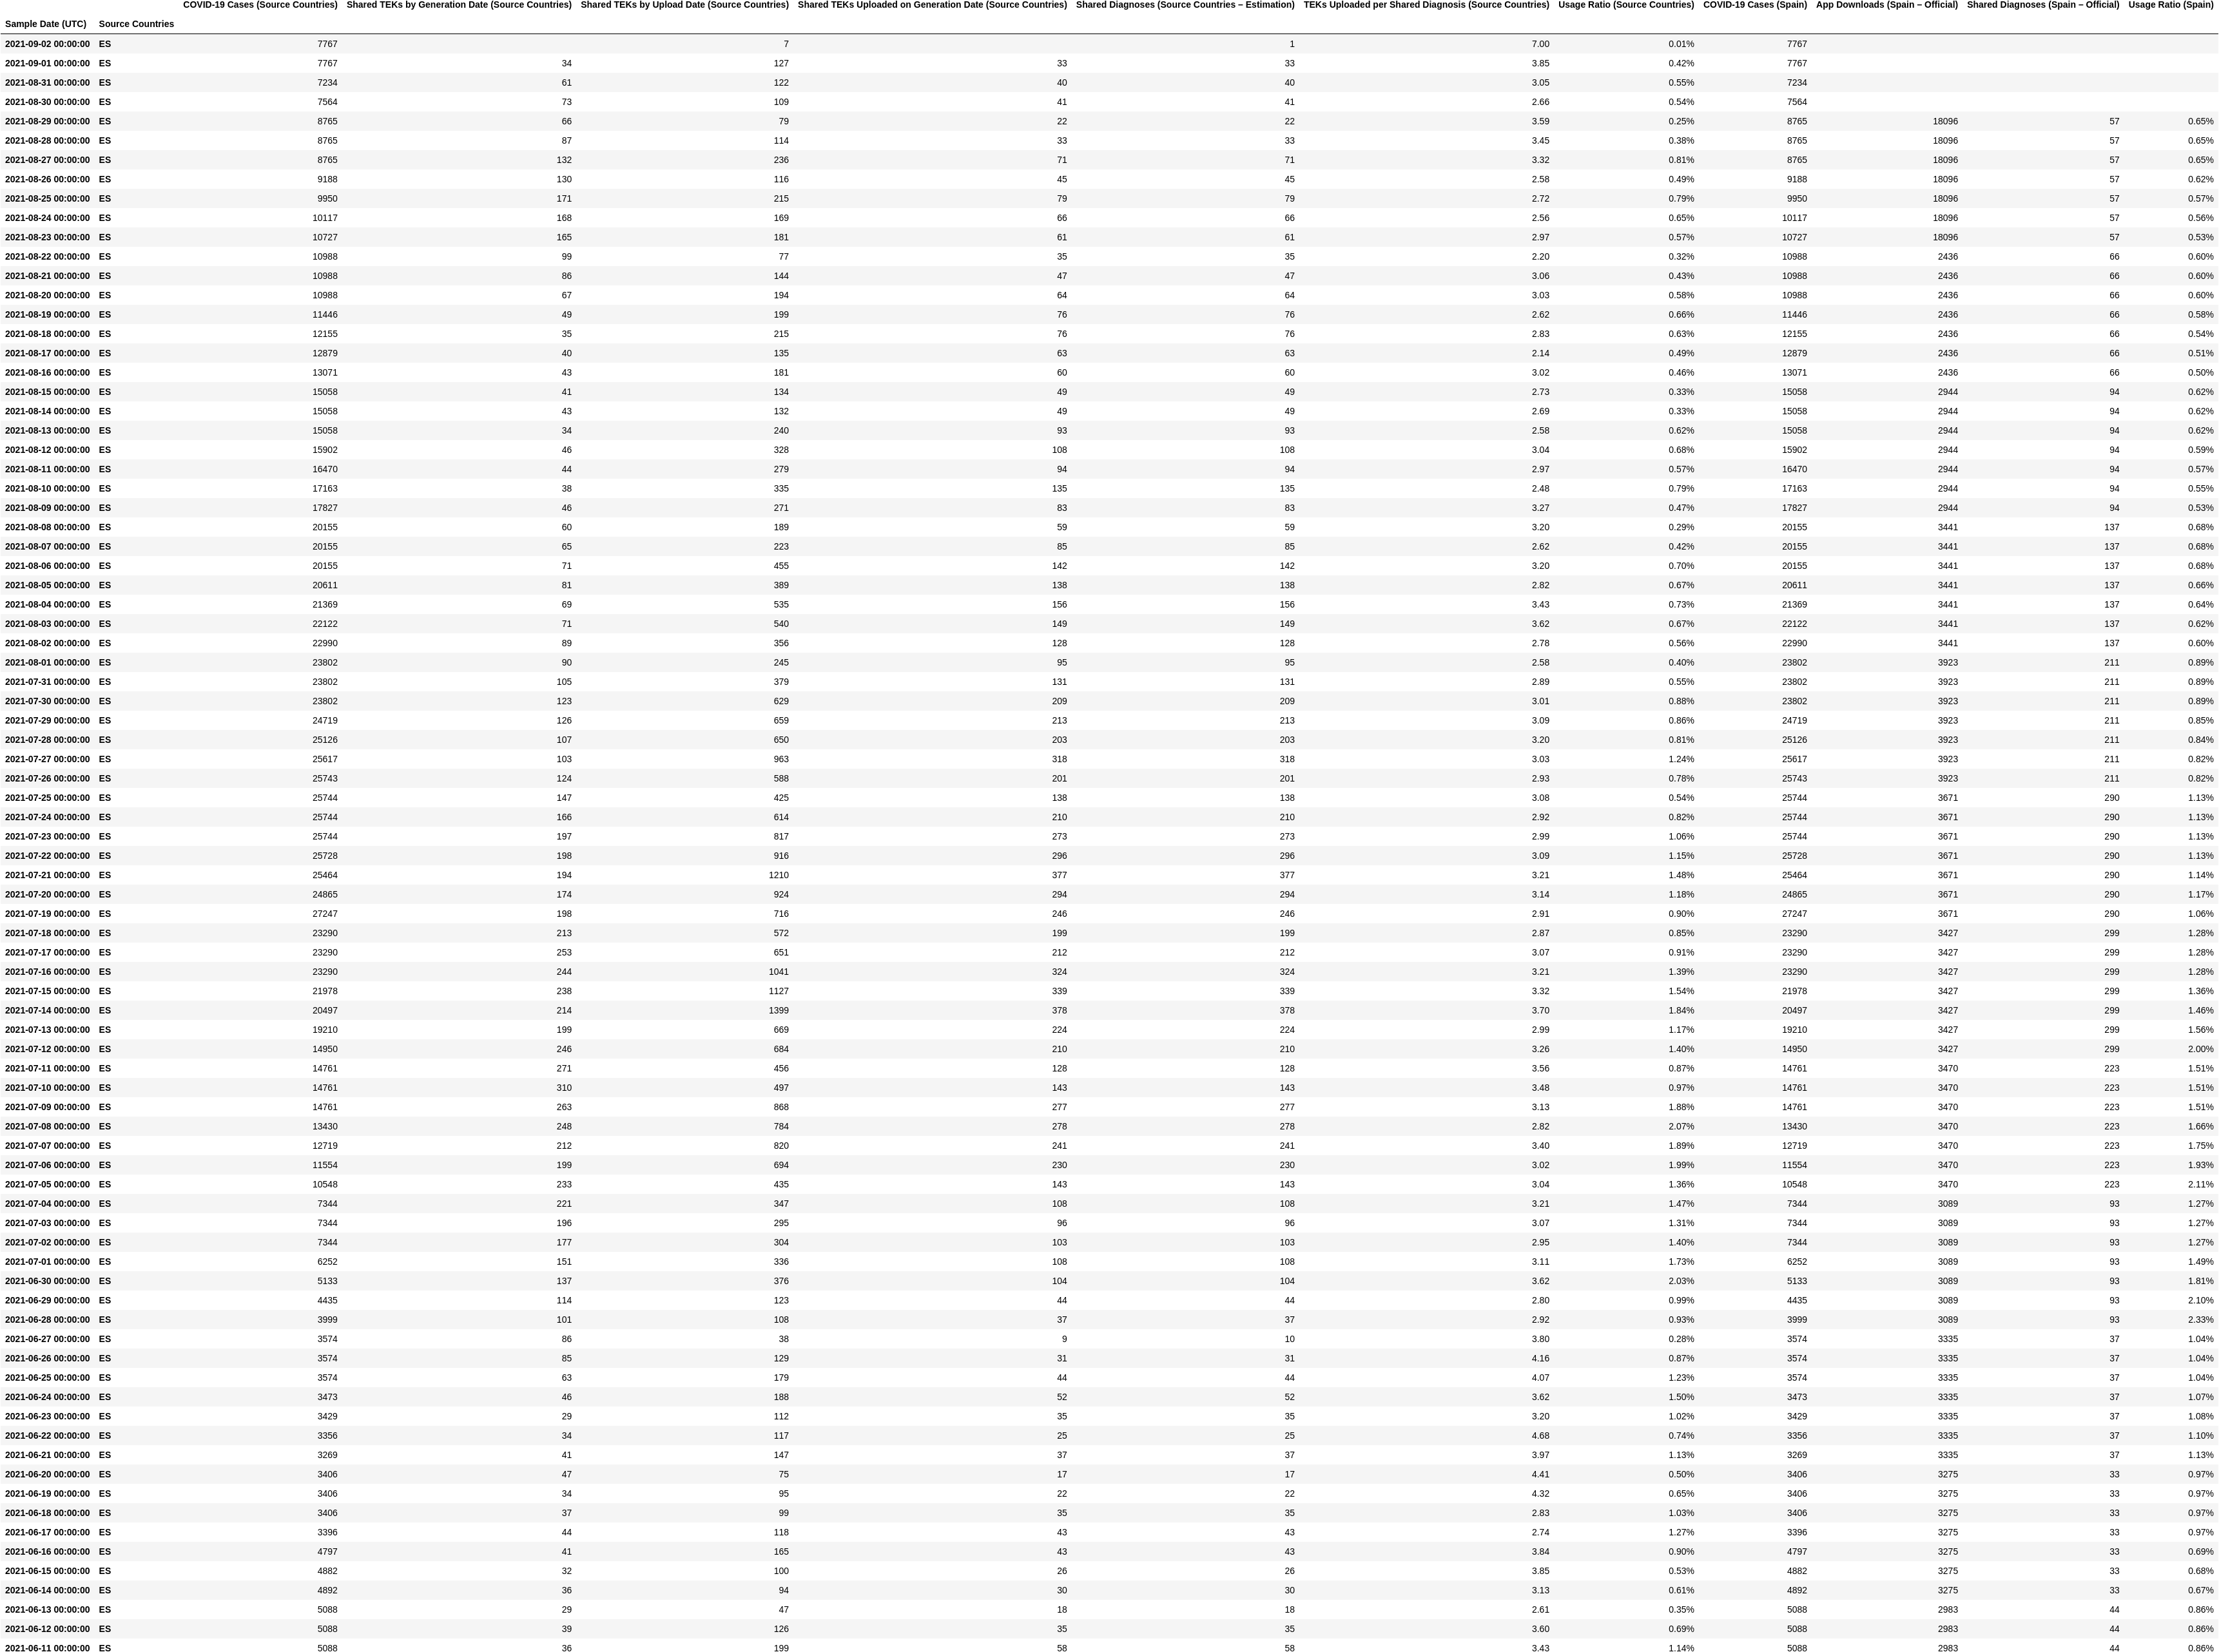 COVID-19 Cases (Source Countries) Shared TEKs by Generation Date (Source Countries) Shared TEKs by Upload Date (Source Countries) Shared TEKs Uploaded on Generation Date (Source Countries) Shared Diagnoses (Source Countries – Estimation) TEKs Uploaded per Shared Diagnosis (Source Countries) Usage Ratio (Source Countries) COVID-19 Cases (Spain) App Downloads (Spain – Official) Shared Diagnoses (Spain – Official) Usage Ratio (Spain)
Sample Date (UTC) Source Countries
2021-09-02 00:00:00 ES 7767 7 1 7.00 0.01% 7767
2021-09-01 00:00:00 ES 7767 34 127 33 33 3.85 0.42% 7767
2021-08-31 00:00:00 ES 7234 61 122 40 40 3.05 0.55% 7234
2021-08-30 00:00:00 ES 7564 73 109 41 41 2.66 0.54% 7564
2021-08-29 00:00:00 ES 8765 66 79 22 22 3.59 0.25% 8765 18096 57 0.65%
2021-08-28 00:00:00 ES 8765 87 114 33 33 3.45 0.38% 8765 18096 57 0.65%
2021-08-27 00:00:00 ES 8765 132 236 71 71 3.32 0.81% 8765 18096 57 0.65%
2021-08-26 00:00:00 ES 9188 130 116 45 45 2.58 0.49% 9188 18096 57 0.62%
2021-08-25 00:00:00 ES 9950 171 215 79 79 2.72 0.79% 9950 18096 57 0.57%
2021-08-24 00:00:00 ES 10117 168 169 66 66 2.56 0.65% 10117 18096 57 0.56%
2021-08-23 00:00:00 ES 10727 165 181 61 61 2.97 0.57% 10727 18096 57 0.53%
2021-08-22 00:00:00 ES 10988 99 77 35 35 2.20 0.32% 10988 2436 66 0.60%
2021-08-21 00:00:00 ES 10988 86 144 47 47 3.06 0.43% 10988 2436 66 0.60%
2021-08-20 00:00:00 ES 10988 67 194 64 64 3.03 0.58% 10988 2436 66 0.60%
2021-08-19 00:00:00 ES 11446 49 199 76 76 2.62 0.66% 11446 2436 66 0.58%
2021-08-18 00:00:00 ES 12155 35 215 76 76 2.83 0.63% 12155 2436 66 0.54%
2021-08-17 00:00:00 ES 12879 40 135 63 63 2.14 0.49% 12879 2436 66 0.51%
2021-08-16 00:00:00 ES 13071 43 181 60 60 3.02 0.46% 13071 2436 66 0.50%
2021-08-15 00:00:00 ES 15058 41 134 49 49 2.73 0.33% 15058 2944 94 0.62%
2021-08-14 00:00:00 ES 15058 43 132 49 49 2.69 0.33% 15058 2944 94 0.62%
2021-08-13 00:00:00 ES 15058 34 240 93 93 2.58 0.62% 15058 2944 94 0.62%
2021-08-12 00:00:00 ES 15902 46 328 108 108 3.04 0.68% 15902 2944 94 0.59%
2021-08-11 00:00:00 ES 16470 44 279 94 94 2.97 0.57% 16470 2944 94 0.57%
2021-08-10 00:00:00 ES 17163 38 335 135 135 2.48 0.79% 17163 2944 94 0.55%
2021-08-09 00:00:00 ES 17827 46 271 83 83 3.27 0.47% 17827 2944 94 0.53%
2021-08-08 00:00:00 ES 20155 60 189 59 59 3.20 0.29% 20155 3441 137 0.68%
2021-08-07 00:00:00 ES 20155 65 223 85 85 2.62 0.42% 20155 3441 137 0.68%
2021-08-06 00:00:00 ES 20155 71 455 142 142 3.20 0.70% 20155 3441 137 0.68%
2021-08-05 00:00:00 ES 20611 81 389 138 138 2.82 0.67% 20611 3441 137 0.66%
2021-08-04 00:00:00 ES 21369 69 535 156 156 3.43 0.73% 21369 3441 137 0.64%
2021-08-03 00:00:00 ES 22122 71 540 149 149 3.62 0.67% 22122 3441 137 0.62%
2021-08-02 00:00:00 ES 22990 89 356 128 128 2.78 0.56% 22990 3441 137 0.60%
2021-08-01 00:00:00 ES 23802 90 245 95 95 2.58 0.40% 23802 3923 211 0.89%
2021-07-31 00:00:00 ES 23802 105 379 131 131 2.89 0.55% 23802 3923 211 0.89%
2021-07-30 00:00:00 ES 23802 123 629 209 209 3.01 0.88% 23802 3923 211 0.89%
2021-07-29 00:00:00 ES 24719 126 659 213 213 3.09 0.86% 24719 3923 211 0.85%
2021-07-28 00:00:00 ES 25126 107 650 203 203 3.20 0.81% 25126 3923 211 0.84%
2021-07-27 00:00:00 ES 25617 103 963 318 318 3.03 1.24% 25617 3923 211 0.82%
2021-07-26 00:00:00 ES 25743 124 588 201 201 2.93 0.78% 25743 3923 211 0.82%
2021-07-25 00:00:00 ES 25744 147 425 138 138 3.08 0.54% 25744 3671 290 1.13%
2021-07-24 00:00:00 ES 25744 166 614 210 210 2.92 0.82% 25744 3671 290 1.13%
2021-07-23 00:00:00 ES 25744 197 817 273 273 2.99 1.06% 25744 3671 290 1.13%
2021-07-22 00:00:00 ES 25728 198 916 296 296 3.09 1.15% 25728 3671 290 1.13%
2021-07-21 00:00:00 ES 25464 194 1210 377 377 3.21 1.48% 25464 3671 290 1.14%
2021-07-20 00:00:00 ES 24865 174 924 294 294 3.14 1.18% 24865 3671 290 1.17%
2021-07-19 00:00:00 ES 27247 198 716 246 246 2.91 0.90% 27247 3671 290 1.06%
2021-07-18 00:00:00 ES 23290 213 572 199 199 2.87 0.85% 23290 3427 299 1.28%
2021-07-17 00:00:00 ES 23290 253 651 212 212 3.07 0.91% 23290 3427 299 1.28%
2021-07-16 00:00:00 ES 23290 244 1041 324 324 3.21 1.39% 23290 3427 299 1.28%
2021-07-15 00:00:00 ES 21978 238 1127 339 339 3.32 1.54% 21978 3427 299 1.36%
2021-07-14 00:00:00 ES 20497 214 1399 378 378 3.70 1.84% 20497 3427 299 1.46%
2021-07-13 00:00:00 ES 19210 199 669 224 224 2.99 1.17% 19210 3427 299 1.56%
2021-07-12 00:00:00 ES 14950 246 684 210 210 3.26 1.40% 14950 3427 299 2.00%
2021-07-11 00:00:00 ES 14761 271 456 128 128 3.56 0.87% 14761 3470 223 1.51%
2021-07-10 00:00:00 ES 14761 310 497 143 143 3.48 0.97% 14761 3470 223 1.51%
2021-07-09 00:00:00 ES 14761 263 868 277 277 3.13 1.88% 14761 3470 223 1.51%
2021-07-08 00:00:00 ES 13430 248 784 278 278 2.82 2.07% 13430 3470 223 1.66%
2021-07-07 00:00:00 ES 12719 212 820 241 241 3.40 1.89% 12719 3470 223 1.75%
2021-07-06 00:00:00 ES 11554 199 694 230 230 3.02 1.99% 11554 3470 223 1.93%
2021-07-05 00:00:00 ES 10548 233 435 143 143 3.04 1.36% 10548 3470 223 2.11%
2021-07-04 00:00:00 ES 7344 221 347 108 108 3.21 1.47% 7344 3089 93 1.27%
2021-07-03 00:00:00 ES 7344 196 295 96 96 3.07 1.31% 7344 3089 93 1.27%
2021-07-02 00:00:00 ES 7344 177 304 103 103 2.95 1.40% 7344 3089 93 1.27%
2021-07-01 00:00:00 ES 6252 151 336 108 108 3.11 1.73% 6252 3089 93 1.49%
2021-06-30 00:00:00 ES 5133 137 376 104 104 3.62 2.03% 5133 3089 93 1.81%
2021-06-29 00:00:00 ES 4435 114 123 44 44 2.80 0.99% 4435 3089 93 2.10%
2021-06-28 00:00:00 ES 3999 101 108 37 37 2.92 0.93% 3999 3089 93 2.33%
2021-06-27 00:00:00 ES 3574 86 38 9 10 3.80 0.28% 3574 3335 37 1.04%
2021-06-26 00:00:00 ES 3574 85 129 31 31 4.16 0.87% 3574 3335 37 1.04%
2021-06-25 00:00:00 ES 3574 63 179 44 44 4.07 1.23% 3574 3335 37 1.04%
2021-06-24 00:00:00 ES 3473 46 188 52 52 3.62 1.50% 3473 3335 37 1.07%
2021-06-23 00:00:00 ES 3429 29 112 35 35 3.20 1.02% 3429 3335 37 1.08%
2021-06-22 00:00:00 ES 3356 34 117 25 25 4.68 0.74% 3356 3335 37 1.10%
2021-06-21 00:00:00 ES 3269 41 147 37 37 3.97 1.13% 3269 3335 37 1.13%
2021-06-20 00:00:00 ES 3406 47 75 17 17 4.41 0.50% 3406 3275 33 0.97%
2021-06-19 00:00:00 ES 3406 34 95 22 22 4.32 0.65% 3406 3275 33 0.97%
2021-06-18 00:00:00 ES 3406 37 99 35 35 2.83 1.03% 3406 3275 33 0.97%
2021-06-17 00:00:00 ES 3396 44 118 43 43 2.74 1.27% 3396 3275 33 0.97%
2021-06-16 00:00:00 ES 4797 41 165 43 43 3.84 0.90% 4797 3275 33 0.69%
2021-06-15 00:00:00 ES 4882 32 100 26 26 3.85 0.53% 4882 3275 33 0.68%
2021-06-14 00:00:00 ES 4892 36 94 30 30 3.13 0.61% 4892 3275 33 0.67%
2021-06-13 00:00:00 ES 5088 29 47 18 18 2.61 0.35% 5088 2983 44 0.86%
2021-06-12 00:00:00 ES 5088 39 126 35 35 3.60 0.69% 5088 2983 44 0.86%
2021-06-11 00:00:00 ES 5088 36 199 58 58 3.43 1.14% 5088 2983 44 0.86%